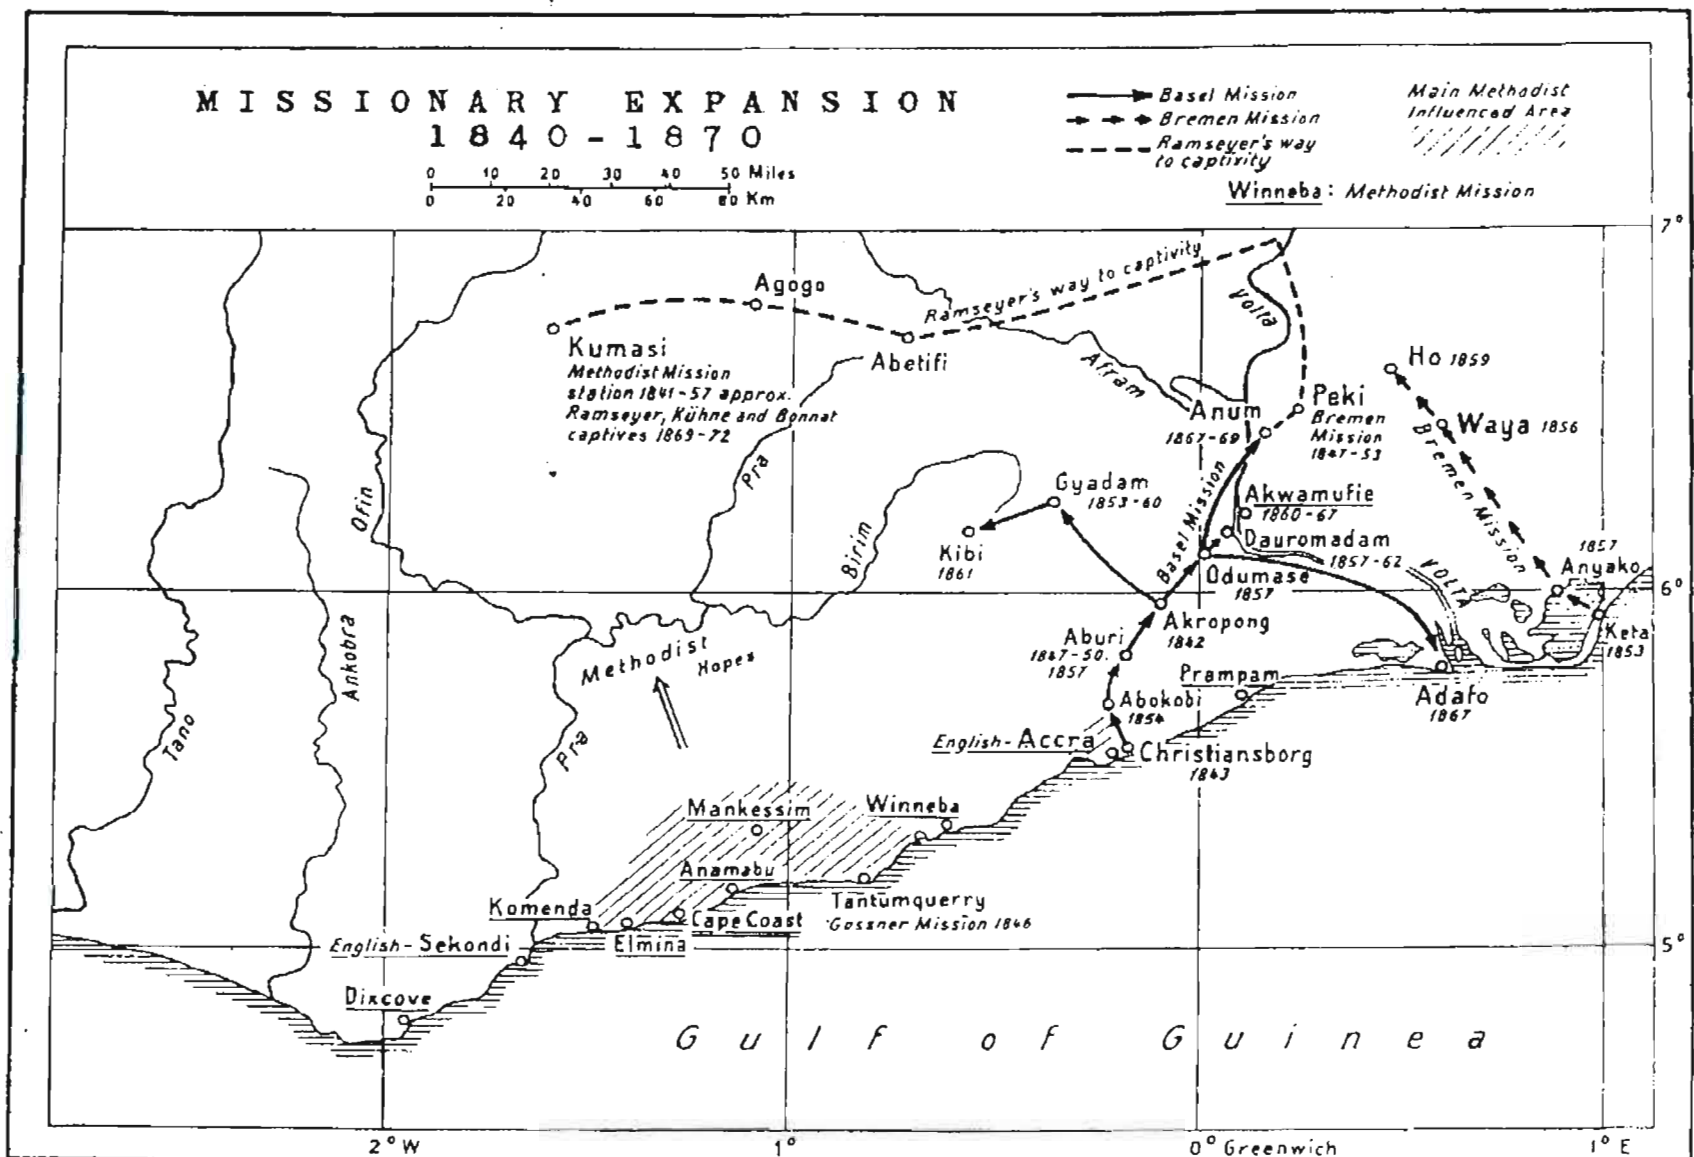 MISSIONARY EXPANSION
1840-1870
0 10 20 30 40 50 Miles
0 20 40 60 80 Km
Basel Mission
Bremen Mission
Ramseyer's way
to captivity
Main Methodist
Influenced Area
Winneba: Methodist Mission
7°
Agogo
Ramseyer's way to captivity
Volta
Kumasi
Methodist Mission
station 1841-57 approx.
Ramseyer, Kühne and Bonnat
captives 1869-72
Abetifi
Afram
Ho 1859
Anum
1867-69
Peki
Bremen
Mission
1847-53
Waya 1856
Bremen Mission
Ofin
Pra
Birim
Gyadam
1853-60
Basel Mission
Akwamufie
1860-67
Dauromadam
1857-62
Kibi
1861
Odumase
1857
VOLTA
1857
Anyako
6°
Akropong
1842
Keta
1853
Ankobra
Methodist
Hopes
Aburi
1847-50.
1857
Prampam
Adafo
1867
Tano
Pra
Abokobi
1854
English-Accra
Christiansborg
1843
Mankessim
Winneba
Anamabu
Tantumquerry
Gossner Mission 1846
Komenda
Cape Coast
English-Sekondi
Elmina
5°
Dixcove
Gulf of Guinea
2° W
1°
0° Greenwich
1° E